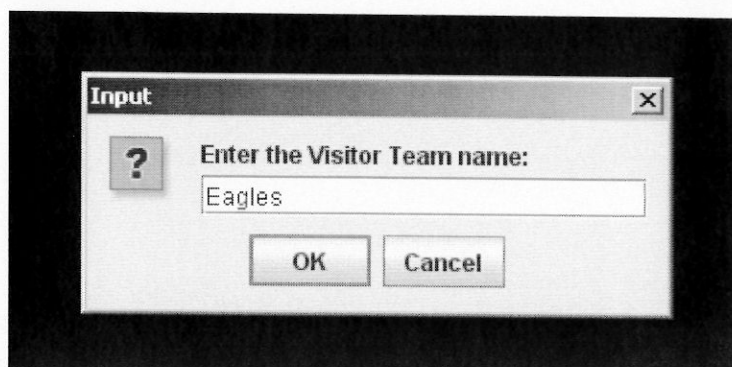 Input
?
Enter the Visitor Team name:
Eagles
OK
Cancel